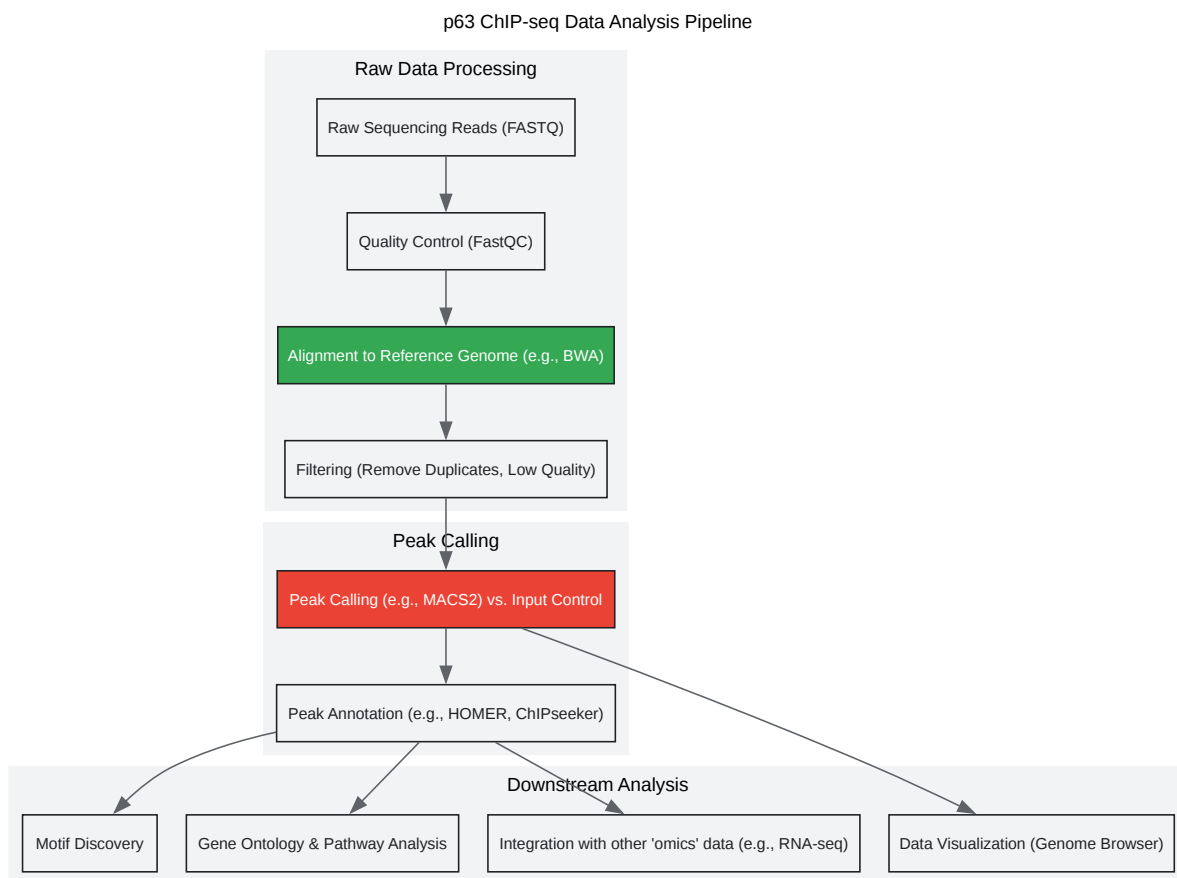 p63 ChIP-seq Data Analysis Pipeline
Raw Data Processing
Raw Sequencing Reads (FASTQ)
Quality Control (FastQC)
Alignment to Reference Genome (e.g., BWA)
Filtering (Remove Duplicates, Low Quality)
Peak Calling
Peak Calling (e.g., MACS2) vs. Input Control
Peak Annotation (e.g., HOMER, ChIPseeker)
Downstream Analysis
Motif Discovery
Gene Ontology & Pathway Analysis
Integration with other 'omics' data (e.g., RNA-seq)
Data Visualization (Genome Browser)